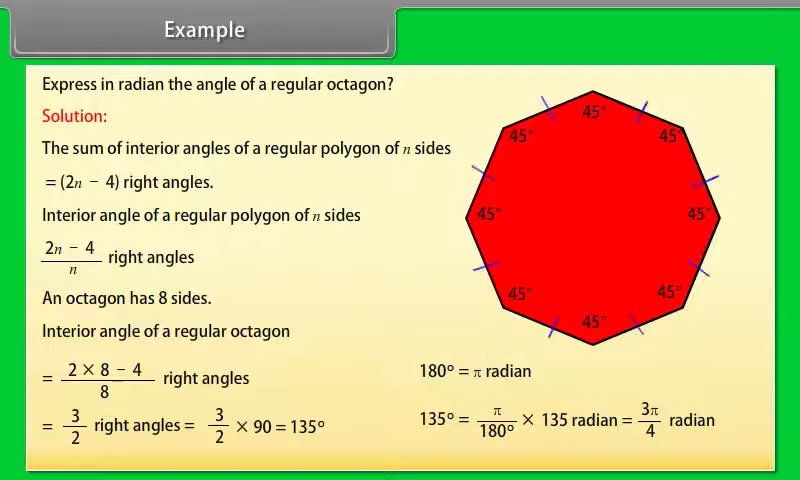 Example
Express in radian the angle of a regular octagon?
Solution:
The sum of interior angles of a regular polygon of n sides
= (2n − 4) right angles.
Interior angle of a regular polygon of n sides
2n − 4
n
right angles
An octagon has 8 sides.
Interior angle of a regular octagon
= 2 × 8 − 4 / 8 right angles
= 3/2 right angles = 3/2 × 90 = 135°
45°
45°
45°
45°
45°
45°
45°
45°
180° = π radian
135° = π/180° × 135 radian = 3π/4 radian